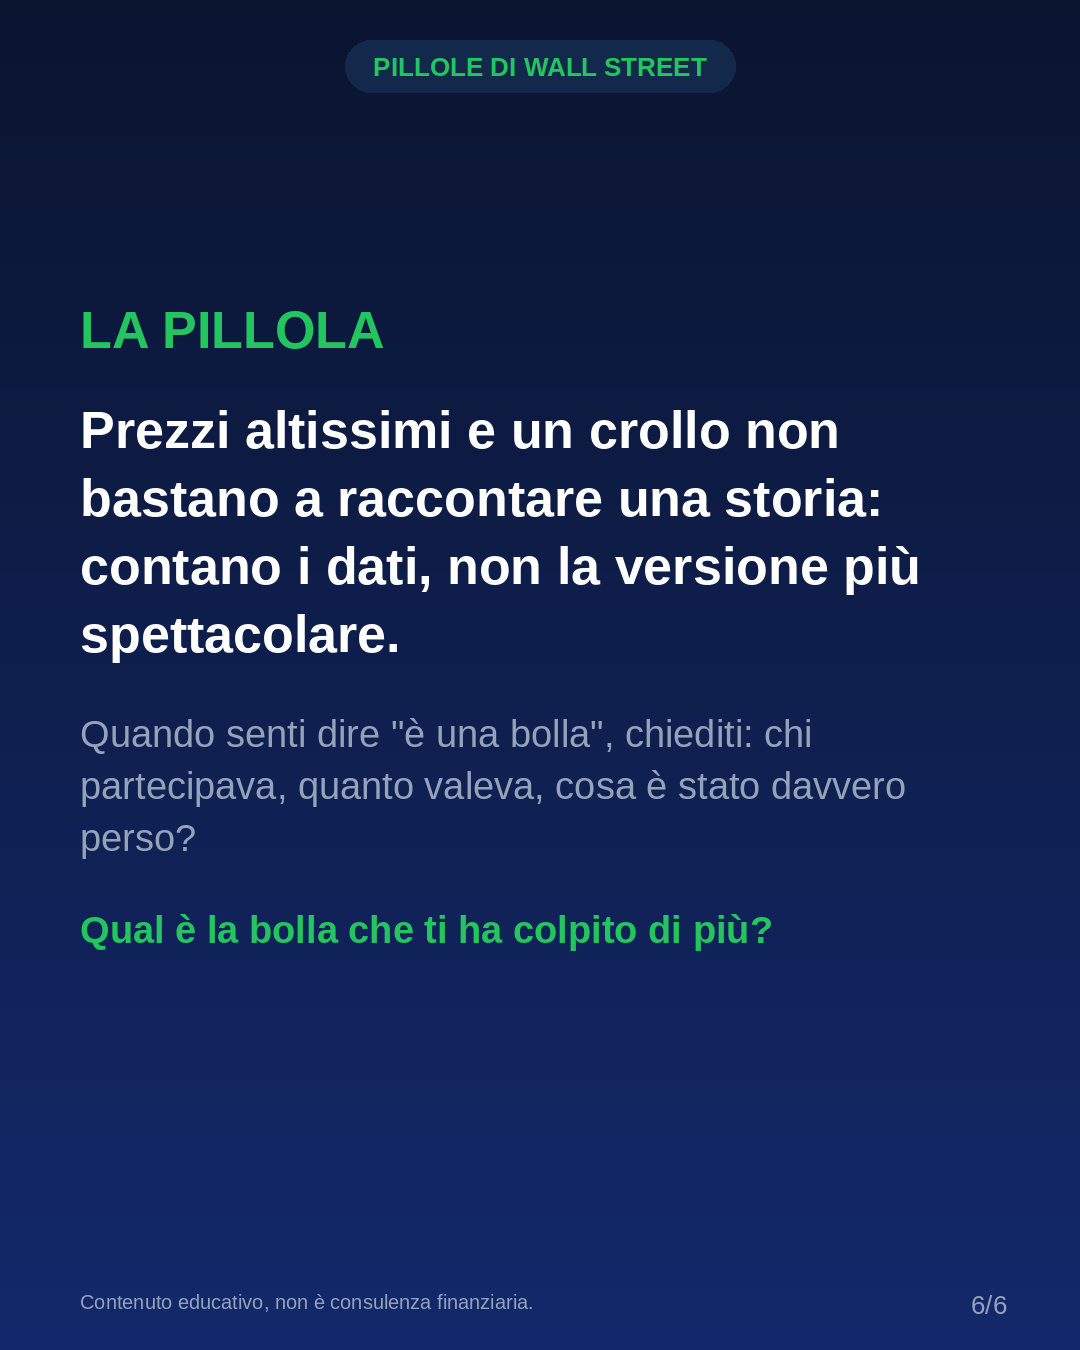 PILLOLE DI WALL STREET
LA PILLOLA
Prezzi altissimi e un crollo non
bastano a raccontare una storia:
contano i dati, non la versione più
spettacolare.
Quando senti dire "è una bolla", chiediti: chi
partecipava, quanto valeva, cosa è stato davvero
perso?
Qual è la bolla che ti ha colpito di più?
Contenuto educativo, non è consulenza finanziaria.
6/6